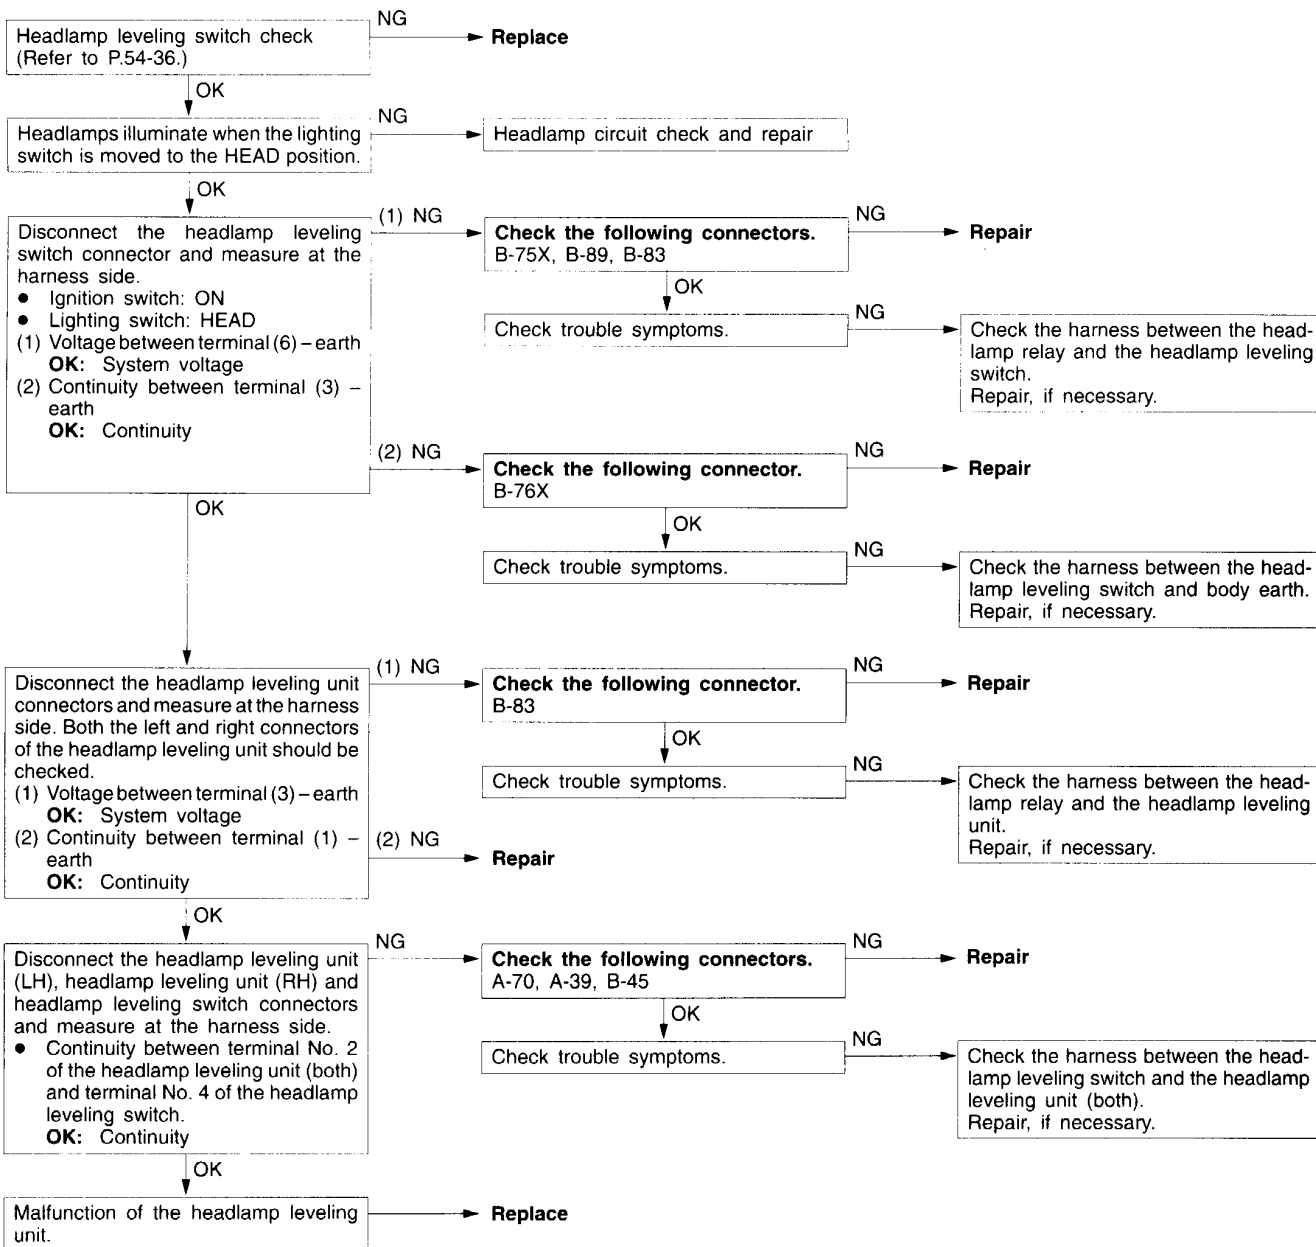 Headlamp leveling switch check
(Refer to P.54-36.)
NG
Replace
OK
Headlamps illuminate when the lighting
switch is moved to the HEAD position.
NG
Headlamp circuit check and repair
OK
Disconnect the headlamp leveling
switch connector and measure at the
harness side.
● Ignition switch: ON
● Lighting switch: HEAD
(1) Voltage between terminal (6) – earth
OK: System voltage
(2) Continuity between terminal (3) –
earth
OK: Continuity
(1) NG
Check the following connectors.
B-75X, B-89, B-83
NG
Repair
OK
Check trouble symptoms.
NG
Check the harness between the head-
lamp relay and the headlamp leveling
switch.
Repair, if necessary.
(2) NG
Check the following connector.
B-76X
NG
Repair
OK
Check trouble symptoms.
NG
Check the harness between the head-
lamp leveling switch and body earth.
Repair, if necessary.
OK
Disconnect the headlamp leveling unit
connectors and measure at the harness
side. Both the left and right connectors
of the headlamp leveling unit should be
checked.
(1) Voltage between terminal (3) – earth
OK: System voltage
(2) Continuity between terminal (1) –
earth
OK: Continuity
(1) NG
Check the following connector.
B-83
NG
Repair
OK
Check trouble symptoms.
NG
Check the harness between the head-
lamp relay and the headlamp leveling
unit.
Repair, if necessary.
(2) NG
Repair
OK
Disconnect the headlamp leveling unit
(LH), headlamp leveling unit (RH) and
headlamp leveling switch connectors
and measure at the harness side.
● Continuity between terminal No. 2
of the headlamp leveling unit (both)
and terminal No. 4 of the headlamp
leveling switch.
OK: Continuity
NG
Check the following connectors.
A-70, A-39, B-45
NG
Repair
OK
Check trouble symptoms.
NG
Check the harness between the head-
lamp leveling switch and the headlamp
leveling unit (both).
Repair, if necessary.
OK
Malfunction of the headlamp leveling
unit.
Replace